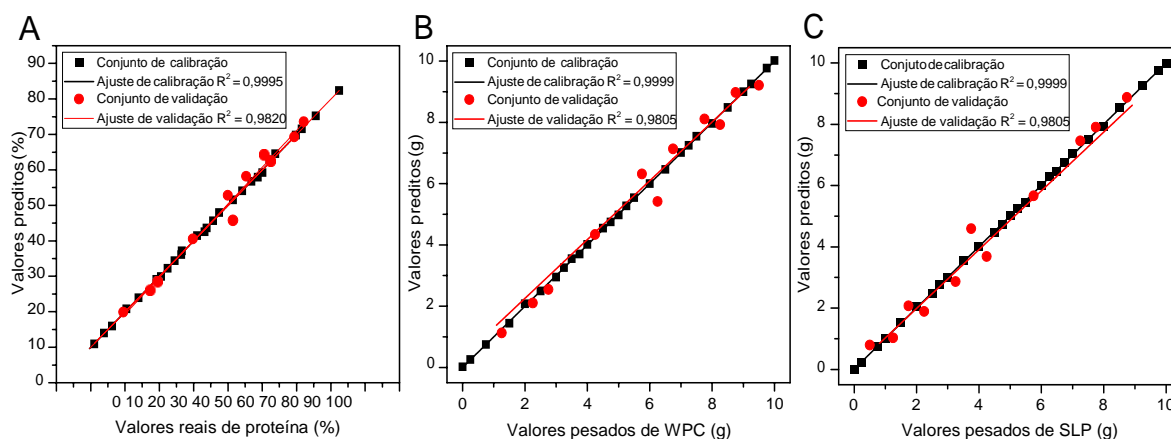 A
Conjunto de calibração
Ajuste de calibração R² = 0,9995
Conjunto de validação
Ajuste de validação R² = 0,9820
Valores preditos (%)
90
80
70
60
50
40
30
20
10
0
0 10 20 30 40 50 60 70 80 90 100
Valores reais de proteína (%)
B
Conjunto de calibração
Ajuste de calibração R² = 0,9999
Conjunto de validação
Ajuste de validação R² = 0,9805
Valores preditos (g)
10
8
6
4
2
0
0 2 4 6 8 10
Valores pesados de WPC (g)
C
Conjuto de calibração
Ajuste de calibração R² = 0,9999
Conjunto de validação
Ajuste de validação R² = 0,9805
Valores preditos (g)
10
8
6
4
2
0
0 2 4 6 8 10
Valores pesados de SLP (g)